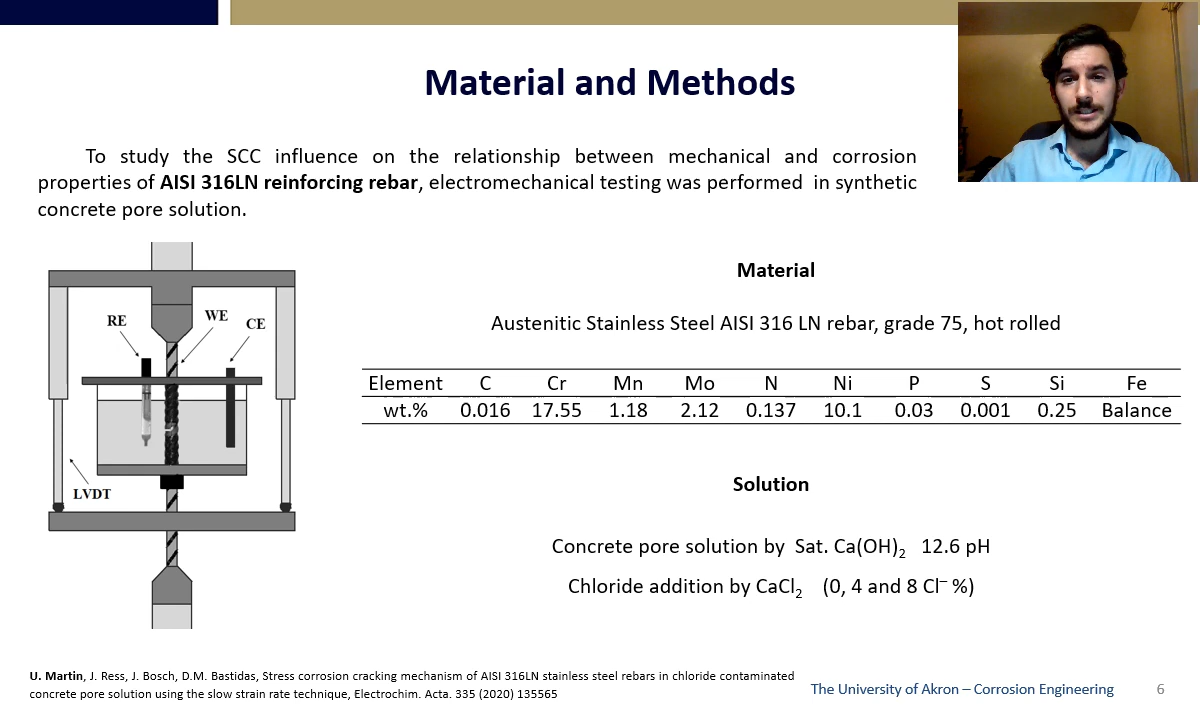 Material and Methods
To study the SCC influence on the relationship between mechanical and corrosion
properties of AISI 316LN reinforcing rebar, electromechanical testing was performed in synthetic
concrete pore solution.
RE
WE
CE
LVDT
Material
Austenitic Stainless Steel AISI 316 LN rebar, grade 75, hot rolled
Element C Cr Mn Mo N Ni P S Si Fe
wt.% 0.016 17.55 1.18 2.12 0.137 10.1 0.03 0.001 0.25 Balance
Solution
Concrete pore solution by Sat. Ca(OH)₂ 12.6 pH
Chloride addition by CaCl₂ (0, 4 and 8 Cl⁻ %)
U. Martin, J. Ress, J. Bosch, D.M. Bastidas, Stress corrosion cracking mechanism of AISI 316LN stainless steel rebars in chloride contaminated
concrete pore solution using the slow strain rate technique, Electrochim. Acta. 335 (2020) 135565
The University of Akron – Corrosion Engineering 6